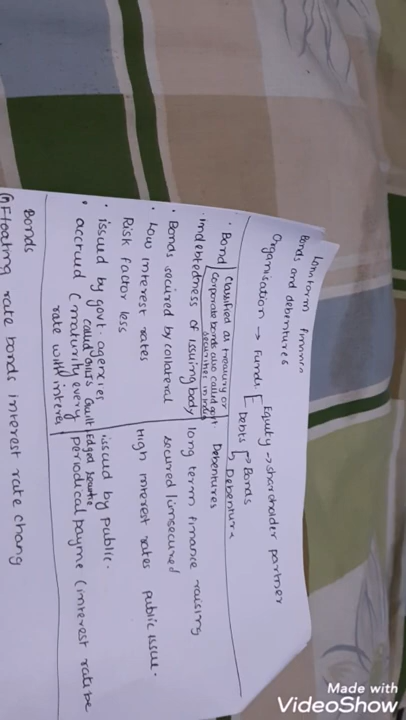 Long term finance
Bonds and debentures
Organisation → Funds [ Equity → shareholder partner
Debts → Bonds
↳ Debenture
• Bond (classified as treasury or
corporate bonds also called govt
securities in India
Debentures
• indebtedness of issuing body long term finance raising
• Bonds secured by collateral secured/unsecured
• Low interest rates High interest rates public issue.
Risk factor less
• issued by govt. agencies issued by public.
called Guilt Edged securitie
• accrued (maturity every periodical payme (interest rate be
rate with interes
Bonds
① Floating rate bonds interest rate chang
Made with
VideoShow